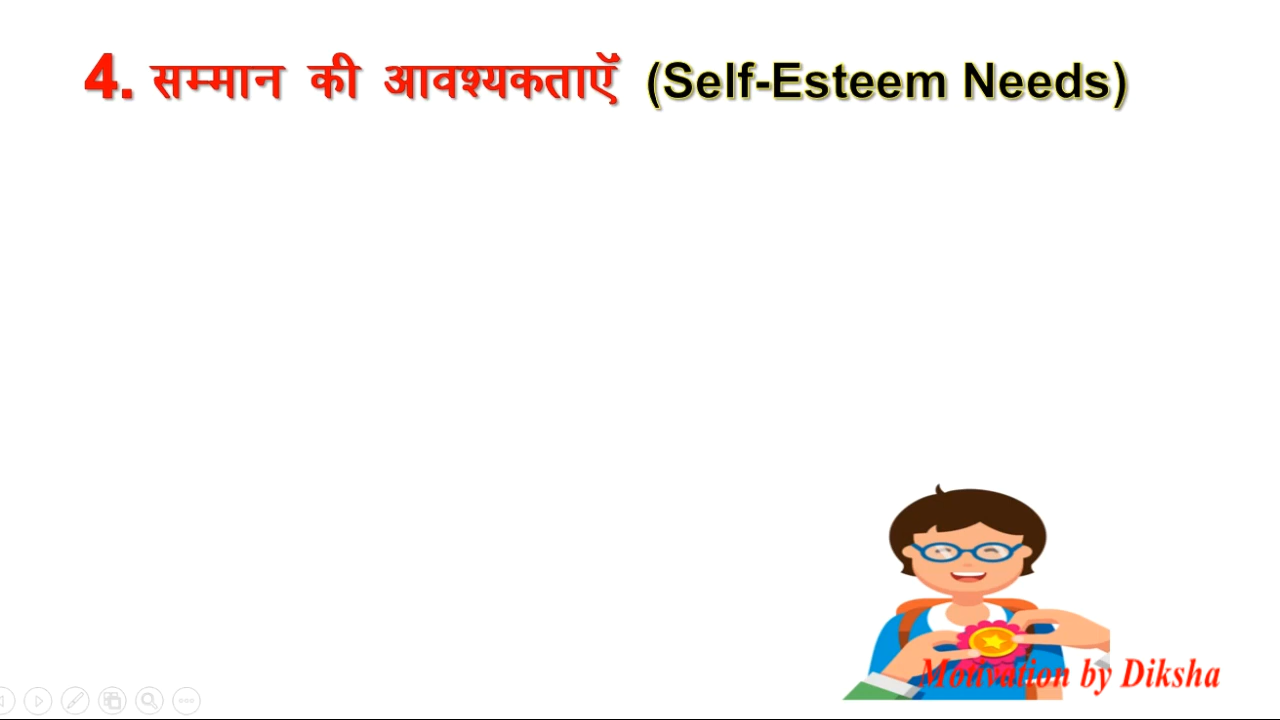 4. सम्मान की आवश्यकताऍ (Self-Esteem Needs)
Motivation by Diksha